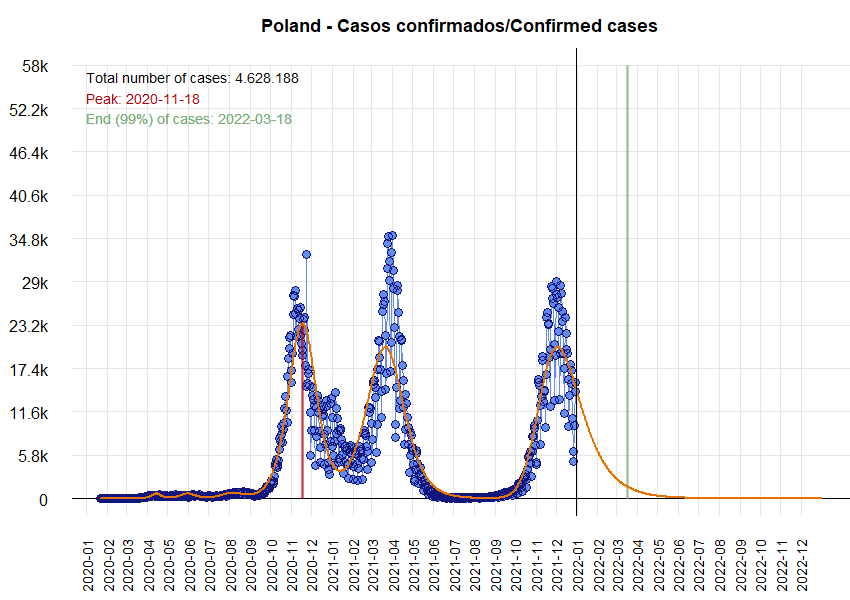 Poland - Casos confirmados/Confirmed cases
Total number of cases: 4.628.188
Peak: 2020-11-18
End (99%) of cases: 2022-03-18
58k
52.2k
46.4k
40.6k
34.8k
29k
23.2k
17.4k
11.6k
5.8k
0
2020-01
2020-02
2020-03
2020-04
2020-05
2020-06
2020-07
2020-08
2020-09
2020-10
2020-11
2020-12
2021-01
2021-02
2021-03
2021-04
2021-05
2021-06
2021-07
2021-08
2021-09
2021-10
2021-11
2021-12
2022-01
2022-02
2022-03
2022-04
2022-05
2022-06
2022-07
2022-08
2022-09
2022-10
2022-11
2022-12